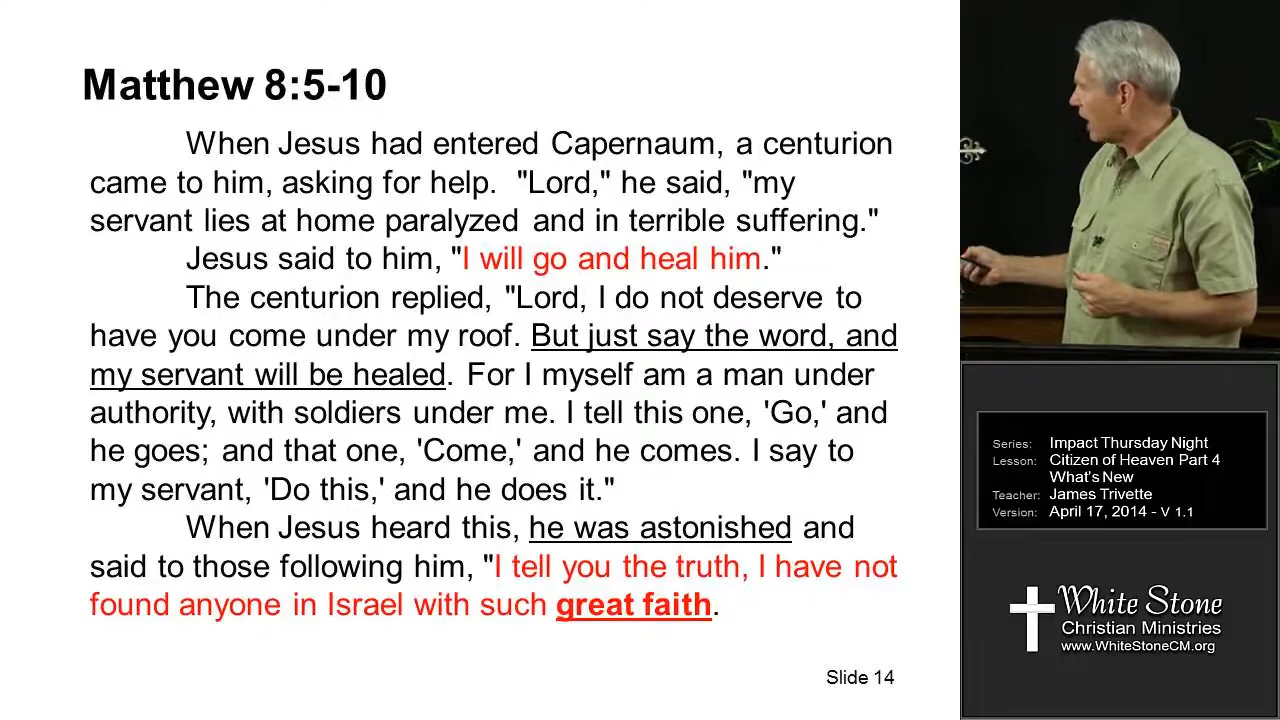 Matthew 8:5-10
When Jesus had entered Capernaum, a centurion
came to him, asking for help.  "Lord," he said, "my
servant lies at home paralyzed and in terrible suffering."
Jesus said to him, "I will go and heal him."
The centurion replied, "Lord, I do not deserve to
have you come under my roof. But just say the word, and
my servant will be healed. For I myself am a man under
authority, with soldiers under me. I tell this one, 'Go,' and
he goes; and that one, 'Come,' and he comes. I say to
my servant, 'Do this,' and he does it."
When Jesus heard this, he was astonished and
said to those following him, "I tell you the truth, I have not
found anyone in Israel with such great faith.
Slide 14
Series: Impact Thursday Night
Lesson: Citizen of Heaven Part 4
What's New
Teacher: James Trivette
Version: April 17, 2014 - V 1.1
White Stone
Christian Ministries
www.WhiteStoneCM.org